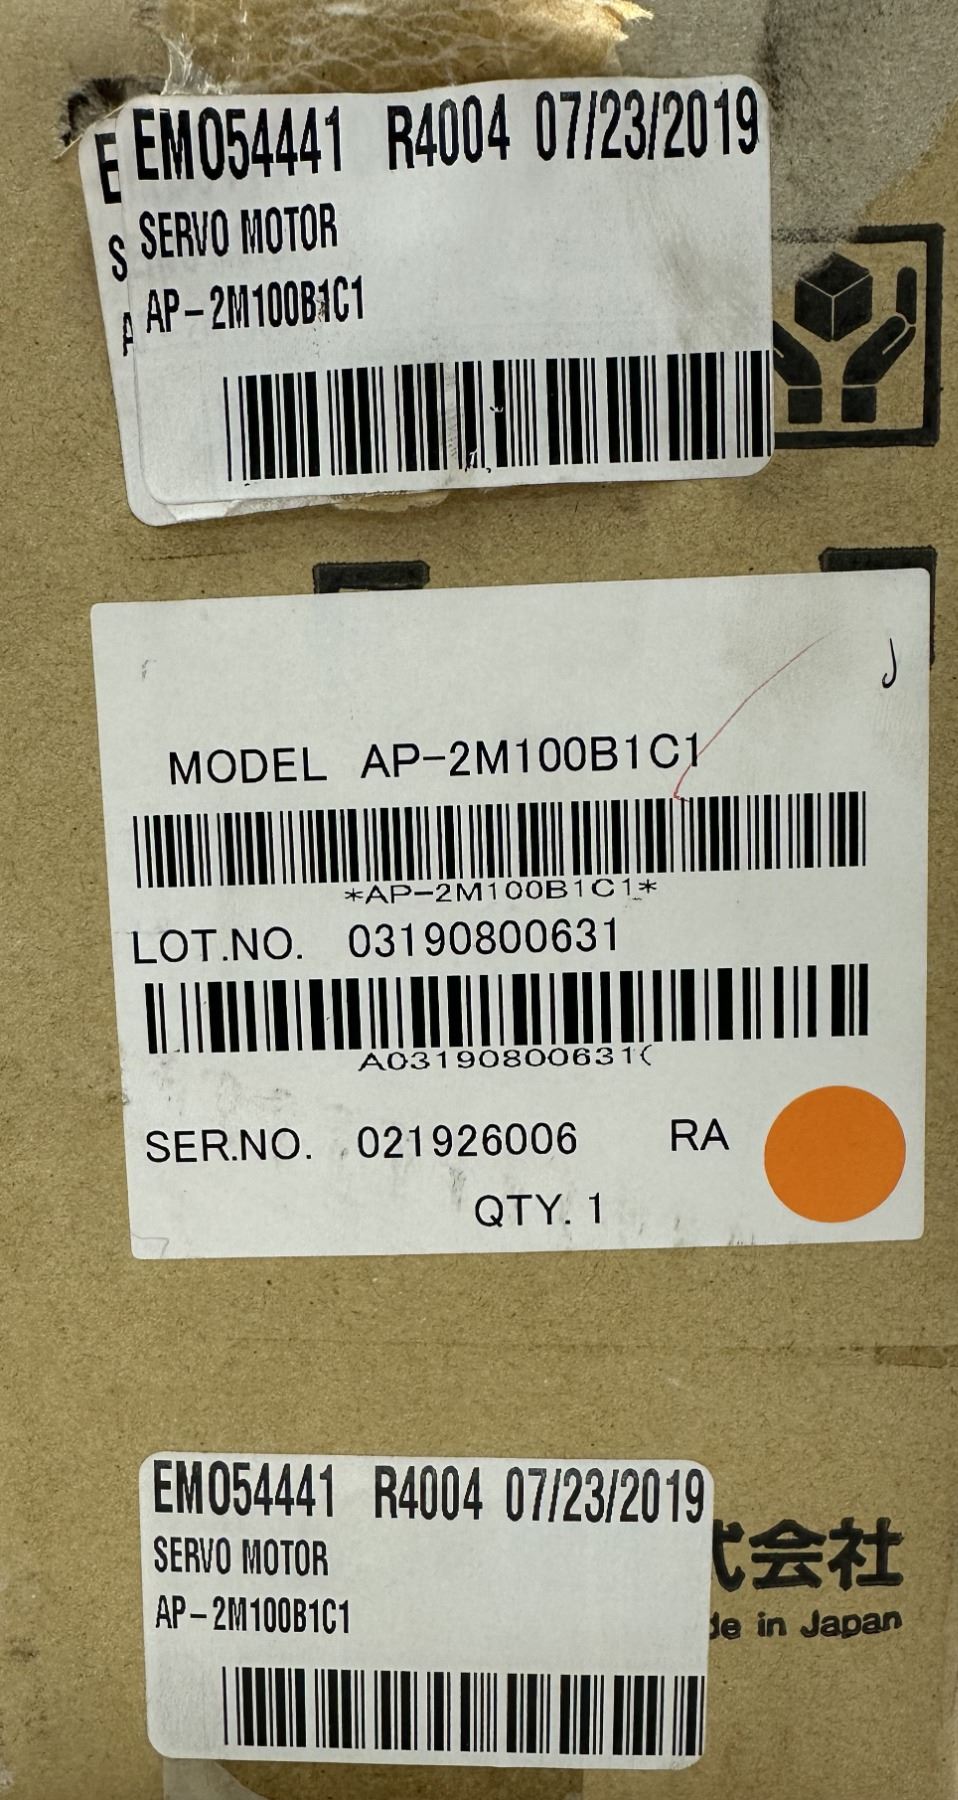 EM054441 R4004 07/23/2019
SERVO MOTOR
AP-2M100B1C1
E
S
A
J
MODEL AP-2M100B1C1
*AP-2M100B1C1*
LOT.NO. 03190800631
A03190800631(
SER.NO. 021926006 RA
QTY. 1
EM054441 R4004 07/23/2019
SERVO MOTOR
AP-2M100B1C1
式会社
de in Japan